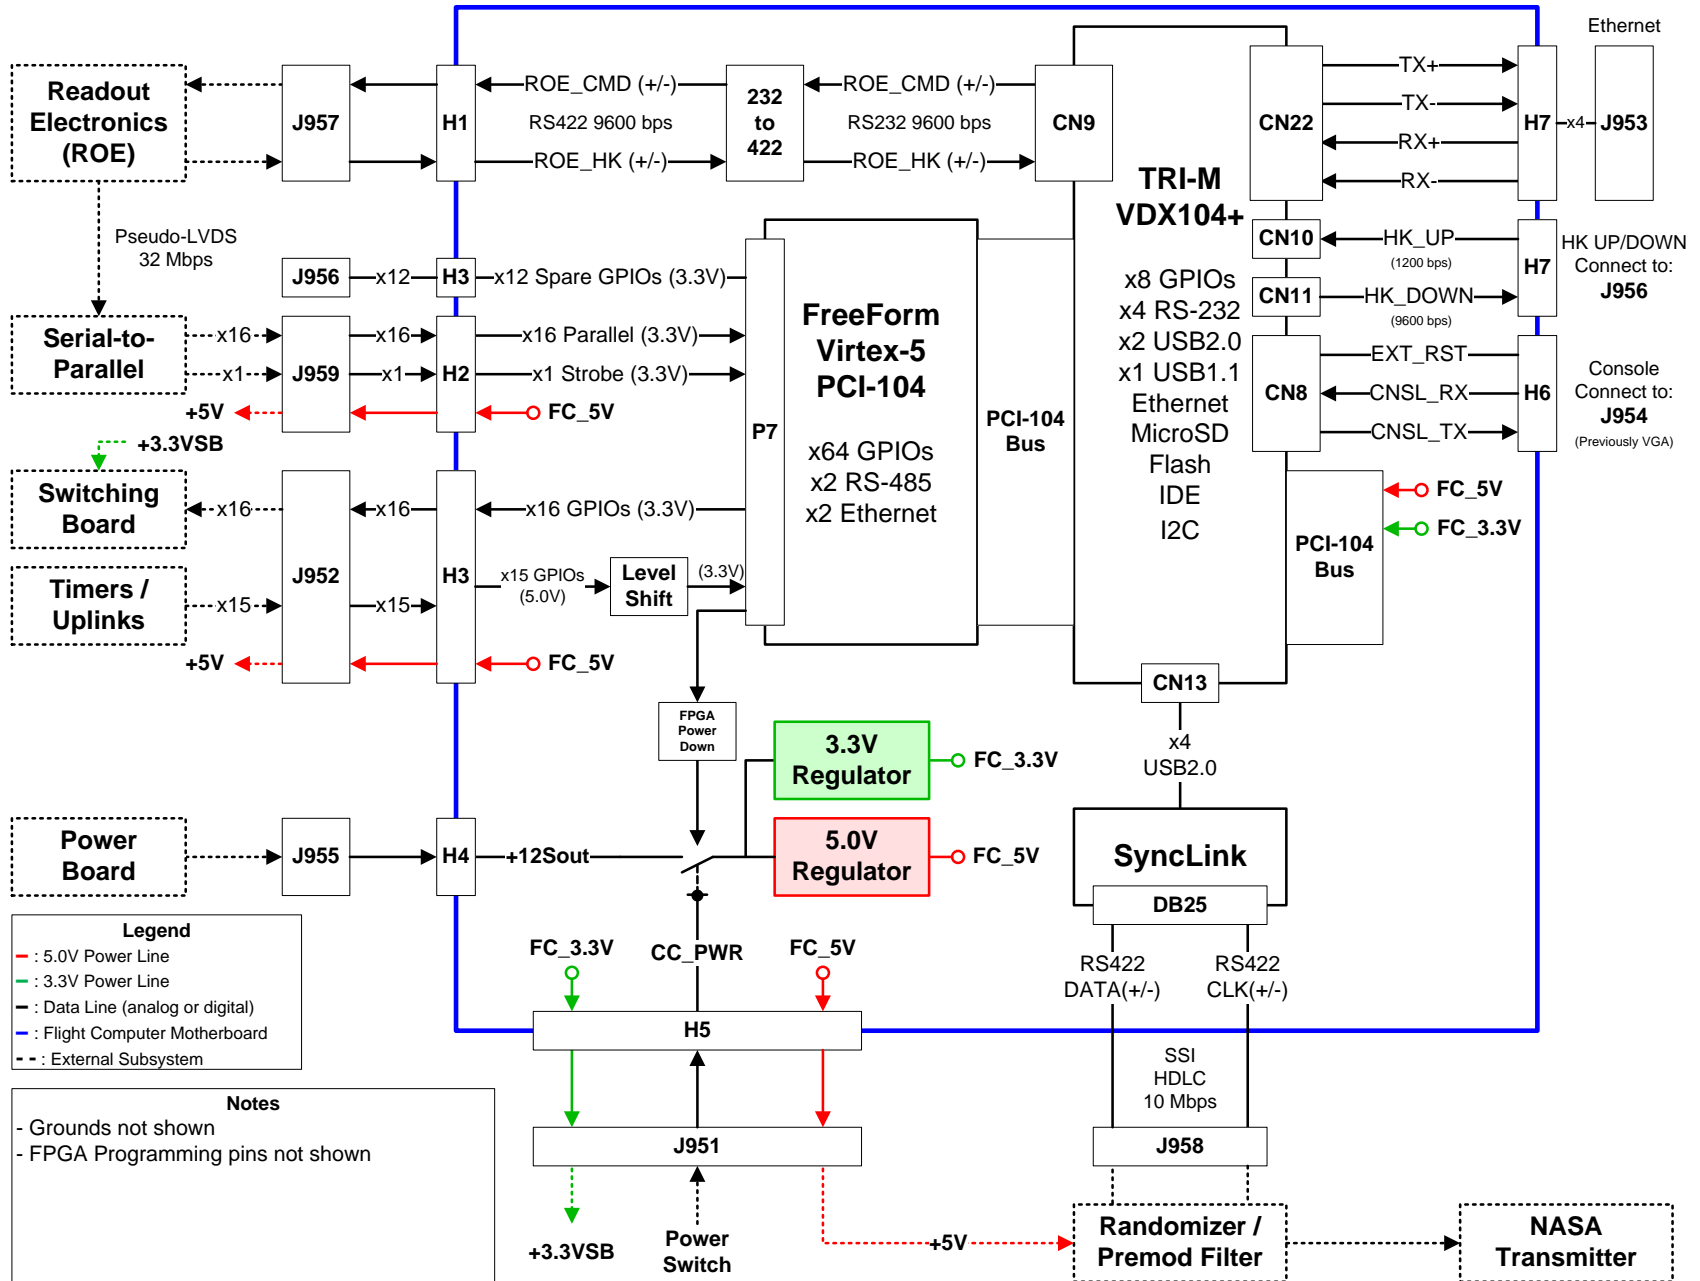 Ethernet
Readout
Electronics
(ROE)
J957
H1
ROE_CMD (+/-)
RS422 9600 bps
ROE_HK (+/-)
232
to
422
ROE_CMD (+/-)
RS232 9600 bps
ROE_HK (+/-)
CN9
TRI-M
VDX104+
x8 GPIOs
x4 RS-232
x2 USB2.0
x1 USB1.1
Ethernet
MicroSD
Flash
IDE
I2C
CN22
TX+
TX-
RX+
RX-
H7
x4
J953
Pseudo-LVDS
32 Mbps
J956
x12
H3
x12 Spare GPIOs (3.3V)
CN10
HK_UP
(1200 bps)
CN11
HK_DOWN
(9600 bps)
H7
HK UP/DOWN
Connect to:
J956
Serial-to-
Parallel
x16
x1
J959
x16
x1
H2
x16 Parallel (3.3V)
x1 Strobe (3.3V)
+5V
FC_5V
P7
FreeForm
Virtex-5
PCI-104
x64 GPIOs
x2 RS-485
x2 Ethernet
PCI-104
Bus
CN8
EXT_RST
CNSL_RX
CNSL_TX
H6
Console
Connect to:
J954
(Previously VGA)
+3.3VSB
Switching
Board
x16
J952
x16
H3
x16 GPIOs (3.3V)
PCI-104
Bus
FC_5V
FC_3.3V
Timers /
Uplinks
x15
x15
x15 GPIOs
(5.0V)
Level
Shift
(3.3V)
+5V
FC_5V
CN13
x4
USB2.0
FPGA
Power
Down
3.3V
Regulator
FC_3.3V
Power
Board
J955
H4
+12Sout
5.0V
Regulator
FC_5V
SyncLink
DB25
Legend
: 5.0V Power Line
: 3.3V Power Line
: Data Line (analog or digital)
: Flight Computer Motherboard
: External Subsystem
FC_3.3V
CC_PWR
FC_5V
RS422
DATA(+/-)
RS422
CLK(+/-)
H5
SSI
HDLC
10 Mbps
Notes
- Grounds not shown
- FPGA Programming pins not shown
J951
J958
+3.3VSB
Power
Switch
+5V
Randomizer /
Premod Filter
NASA
Transmitter